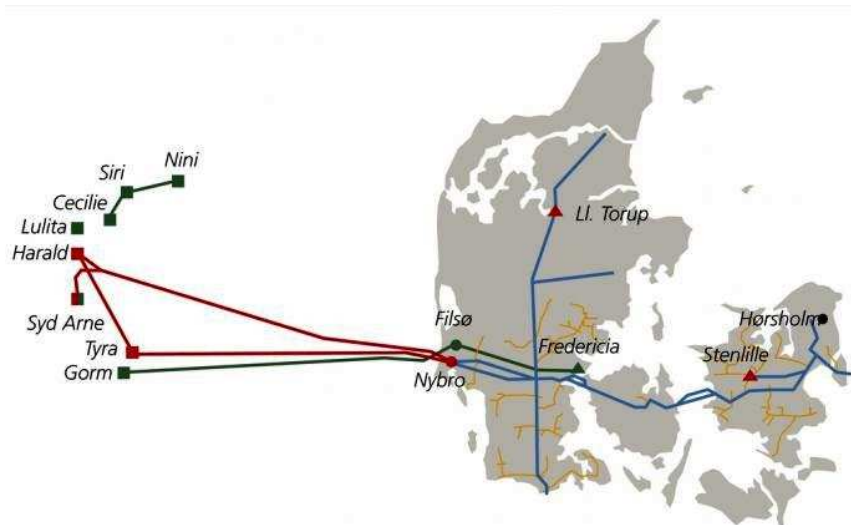 Nini
Siri
Cecilie
Lulita
Harald
Syd Arne
Tyra
Gorm
Filsø
Nybro
Fredericia
Ll. Torup
Hørsholm
Stenlille